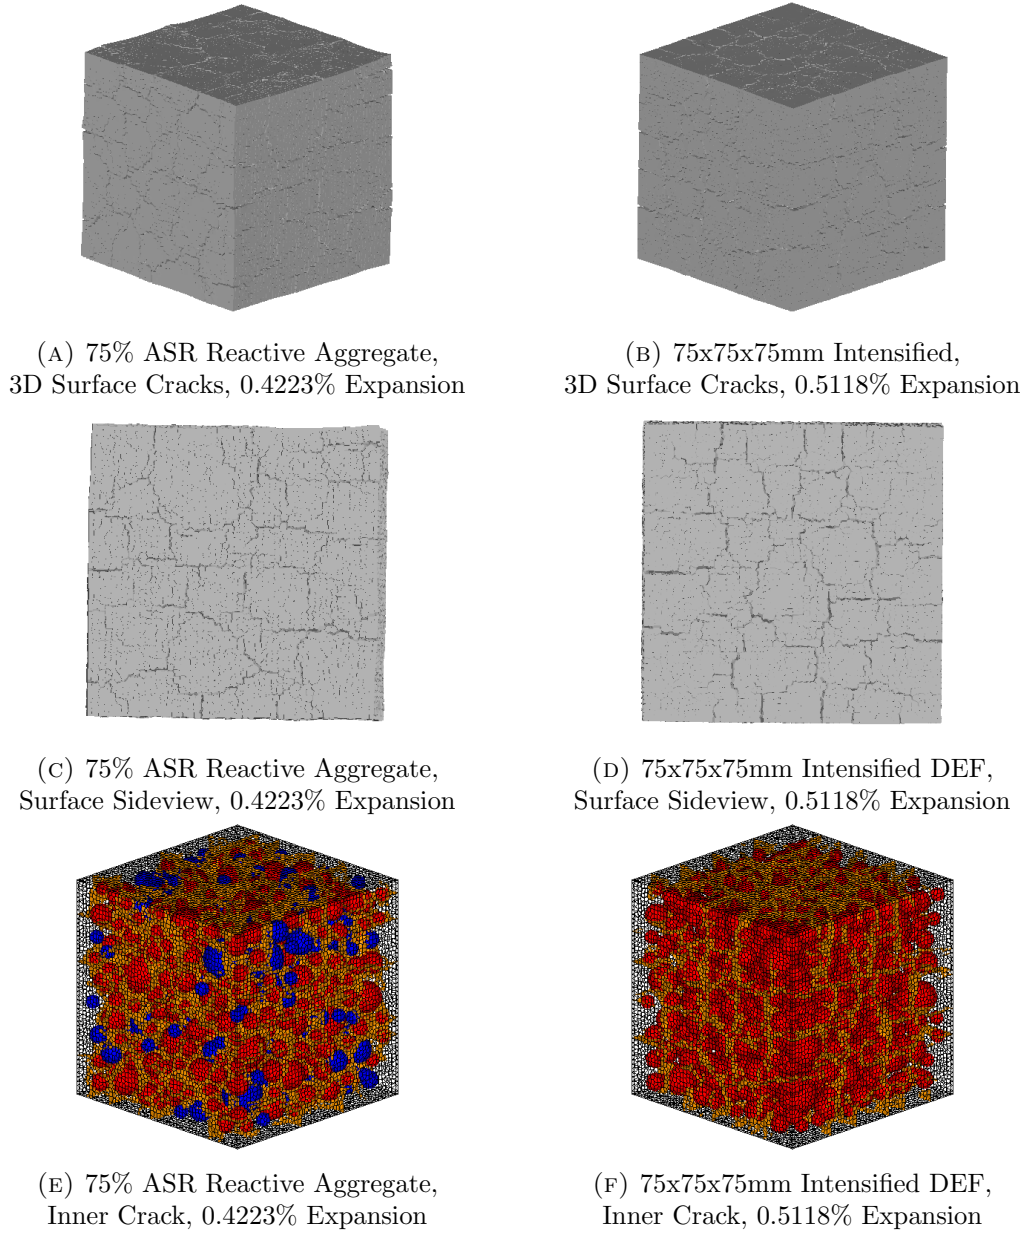 (A) 75% ASR Reactive Aggregate,
3D Surface Cracks, 0.4223% Expansion
(B) 75x75x75mm Intensified,
3D Surface Cracks, 0.5118% Expansion
(C) 75% ASR Reactive Aggregate,
Surface Sideview, 0.4223% Expansion
(D) 75x75x75mm Intensified DEF,
Surface Sideview, 0.5118% Expansion
(E) 75% ASR Reactive Aggregate,
Inner Crack, 0.4223% Expansion
(F) 75x75x75mm Intensified DEF,
Inner Crack, 0.5118% Expansion